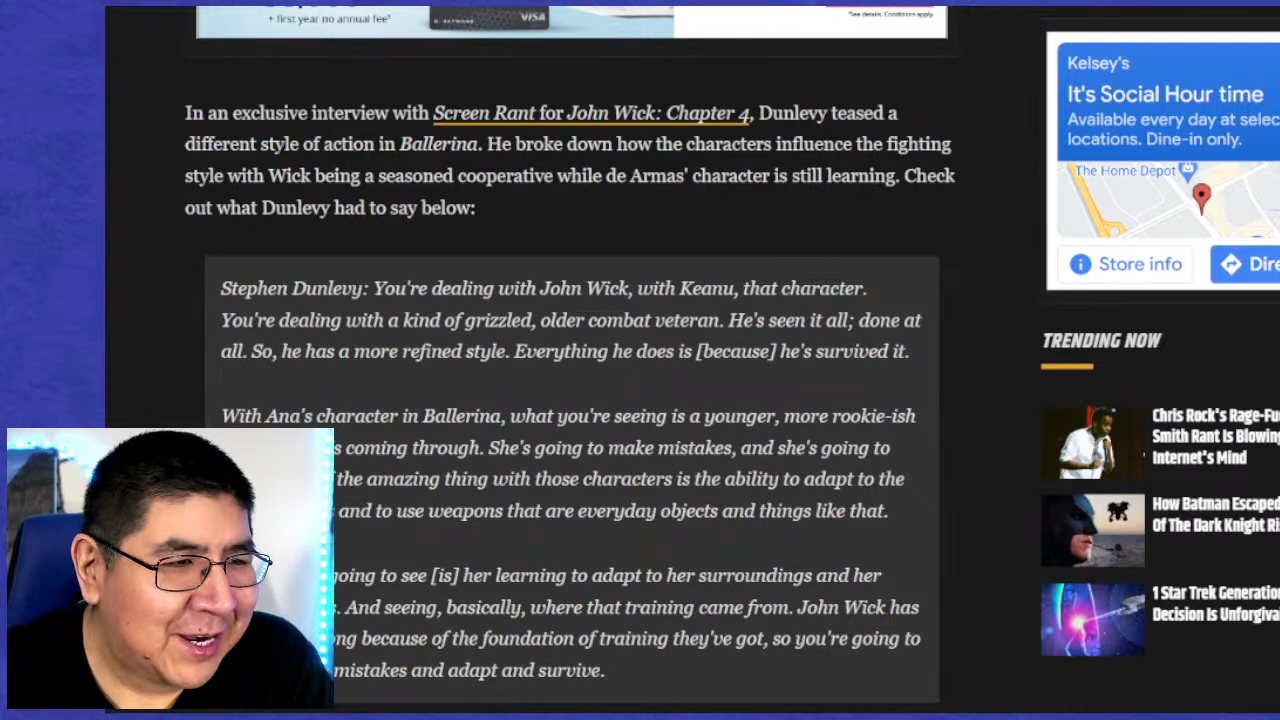 + first year no annual fee†
VISA
*See details. Conditions apply.
In an exclusive interview with Screen Rant for John Wick: Chapter 4, Dunlevy teased a
different style of action in Ballerina. He broke down how the characters influence the fighting
style with Wick being a seasoned cooperative while de Armas' character is still learning. Check
out what Dunlevy had to say below:
Stephen Dunlevy: You're dealing with John Wick, with Keanu, that character.
You're dealing with a kind of grizzled, older combat veteran. He's seen it all; done at
all. So, he has a more refined style. Everything he does is [because] he's survived it.
With Ana's character in Ballerina, what you're seeing is a younger, more rookie-ish
coming through. She's going to make mistakes, and she's going to
the amazing thing with those characters is the ability to adapt to the
and to use weapons that are everyday objects and things like that.
going to see [is] her learning to adapt to her surroundings and her
And seeing, basically, where that training came from. John Wick has
because of the foundation of training they've got, so you're going to
mistakes and adapt and survive.
Kelsey's
It's Social Hour time
Available every day at selec
locations. Dine-in only.
The Home Depot
Store info
Dire
TRENDING NOW
Chris Rock's Rage-Fu
Smith Rant Is Blowing
Internet's Mind
How Batman Escaped
Of The Dark Knight Ri
1 Star Trek Generation
Decision Is Unforgiva